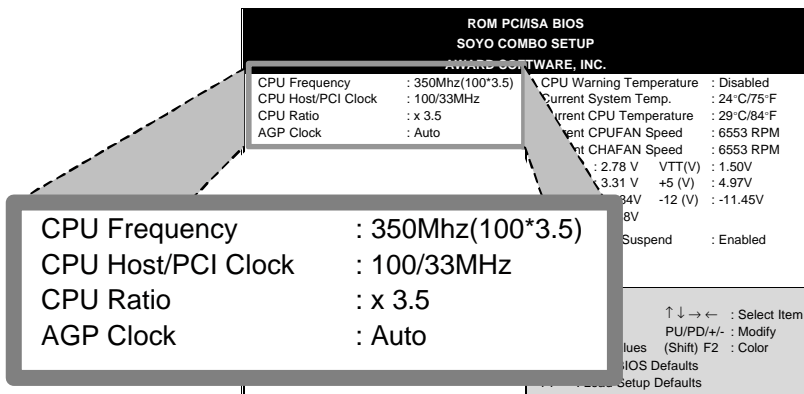 ROM PCI/ISA BIOS
SOYO COMBO SETUP
AWARD SOFTWARE, INC.
CPU Frequency : 350Mhz(100*3.5)
CPU Host/PCI Clock : 100/33MHz
CPU Ratio : x 3.5
AGP Clock : Auto
CPU Warning Temperature : Disabled
Current System Temp. : 24°C/75°F
Current CPU Temperature : 29°C/84°F
Current CPUFAN Speed : 6553 RPM
CHAFAN Speed : 6553 RPM
: 2.78 V VTT(V) : 1.50V
3.31 V +5 (V) : 4.97V
-12 (V) : -11.45V
Suspend : Enabled
↑↓→← : Select Item
PU/PD/+/- : Modify
(Shift) F2 : Color
Defaults
Setup Defaults
CPU Frequency : 350Mhz(100*3.5)
CPU Host/PCI Clock : 100/33MHz
CPU Ratio : x 3.5
AGP Clock : Auto